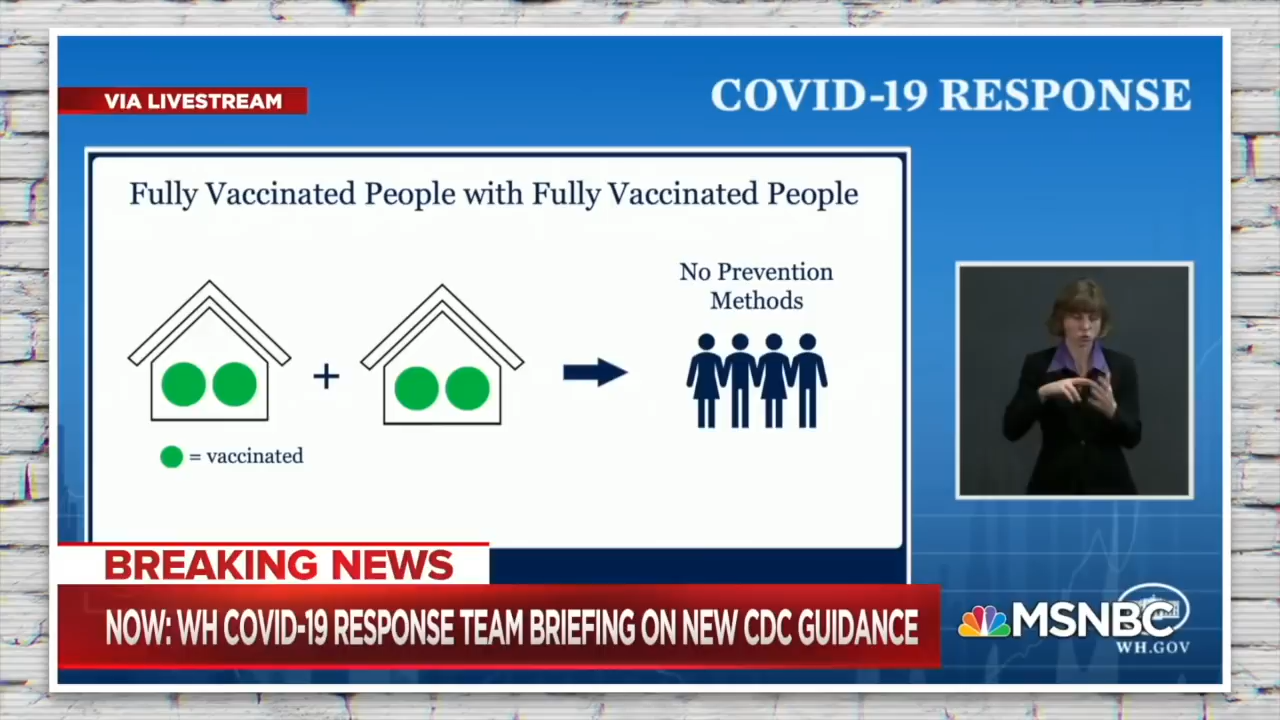 VIA LIVESTREAM
COVID-19 RESPONSE
Fully Vaccinated People with Fully Vaccinated People
No Prevention
Methods
+
= vaccinated
BREAKING NEWS
NOW: WH COVID-19 RESPONSE TEAM BRIEFING ON NEW CDC GUIDANCE
MSNBC
WH.GOV